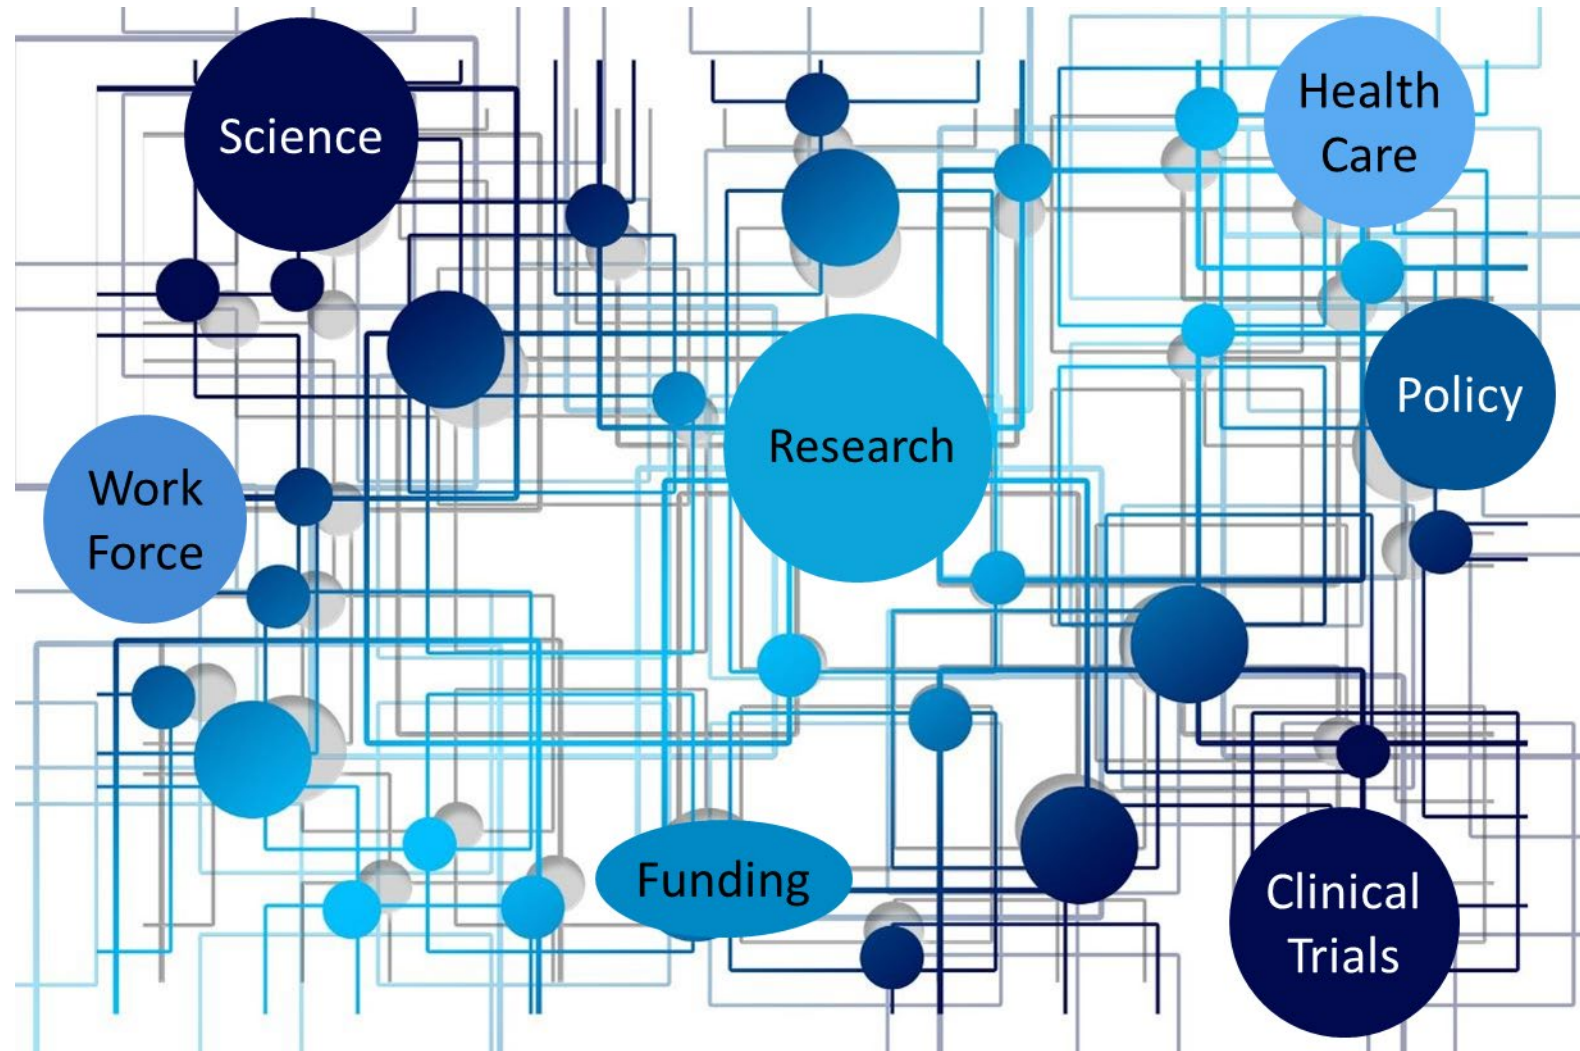 Science
Health
Care
Policy
Research
Work
Force
Funding
Clinical
Trials